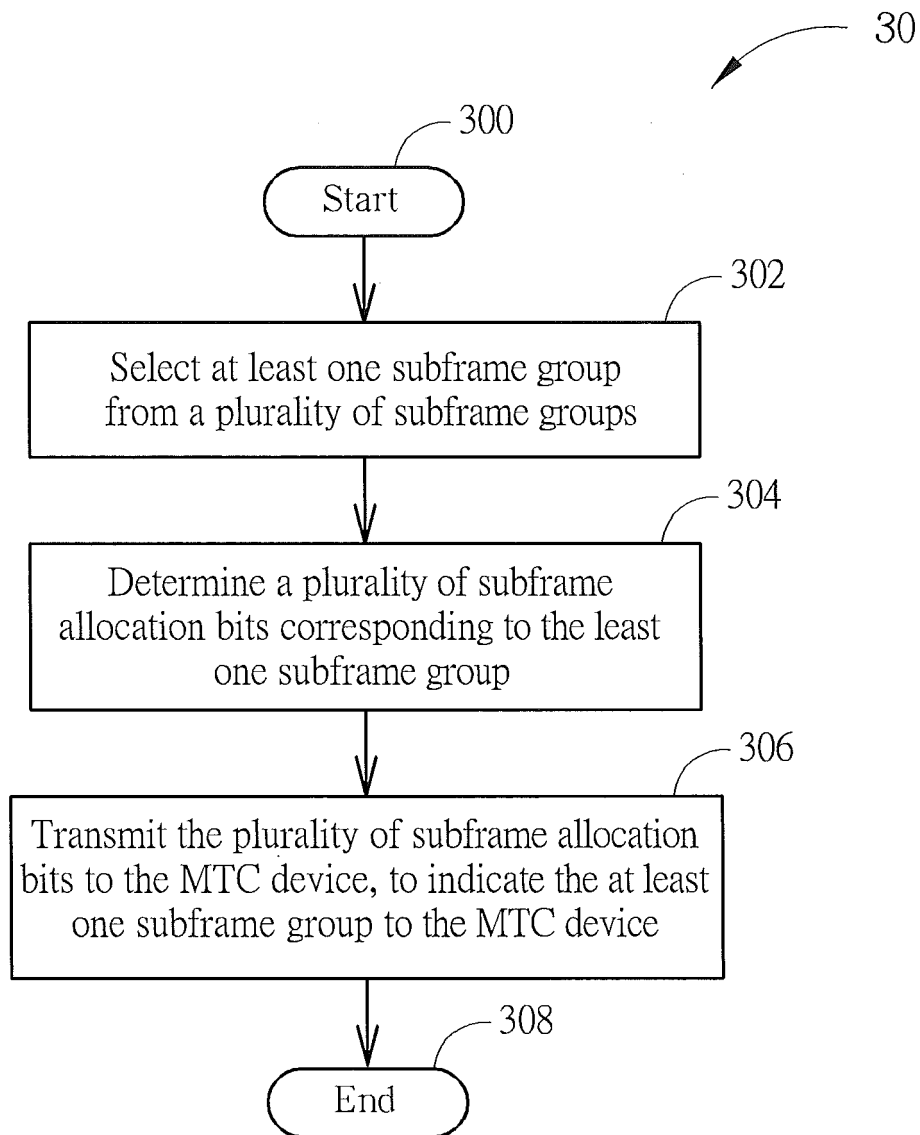 30
300
Start
302
Select at least one subframe group
from a plurality of subframe groups
304
Determine a plurality of subframe
allocation bits corresponding to the least
one subframe group
306
Transmit the plurality of subframe allocation
bits to the MTC device, to indicate the at least
one subframe group to the MTC device
308
End